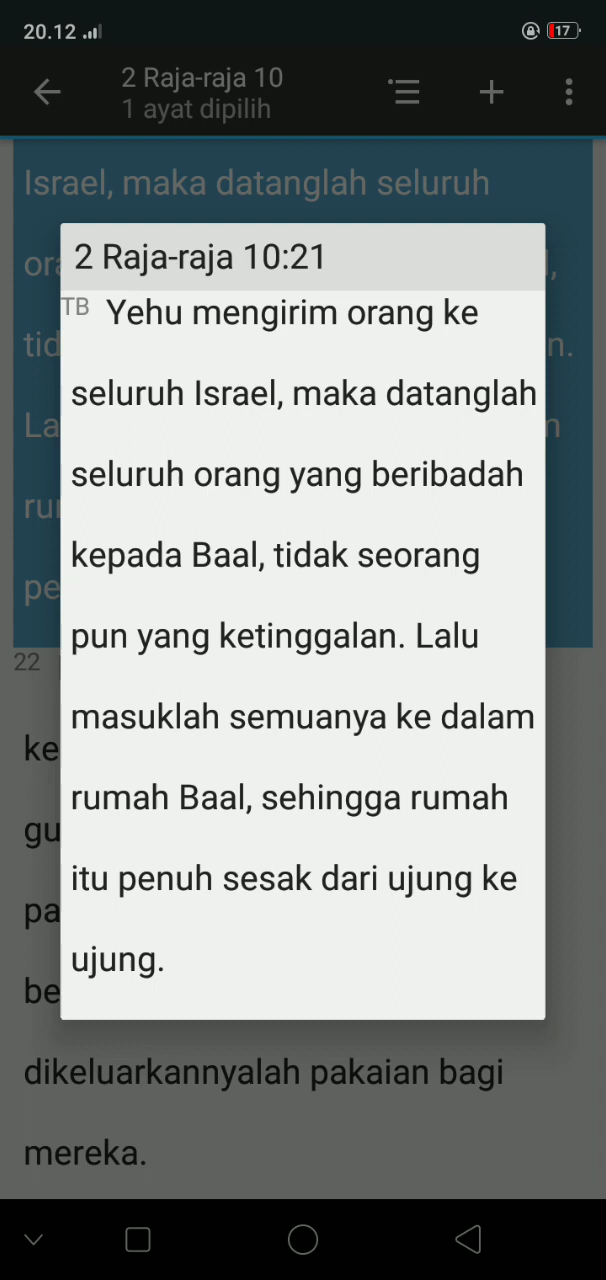 20.12
17
2 Raja-raja 10
1 ayat dipilih
Israel, maka datanglah seluruh
2 Raja-raja 10:21
TB Yehu mengirim orang ke
seluruh Israel, maka datanglah
seluruh orang yang beribadah
kepada Baal, tidak seorang
pun yang ketinggalan. Lalu
masuklah semuanya ke dalam
rumah Baal, sehingga rumah
itu penuh sesak dari ujung ke
ujung.
22
dikeluarkannyalah pakaian bagi
mereka.